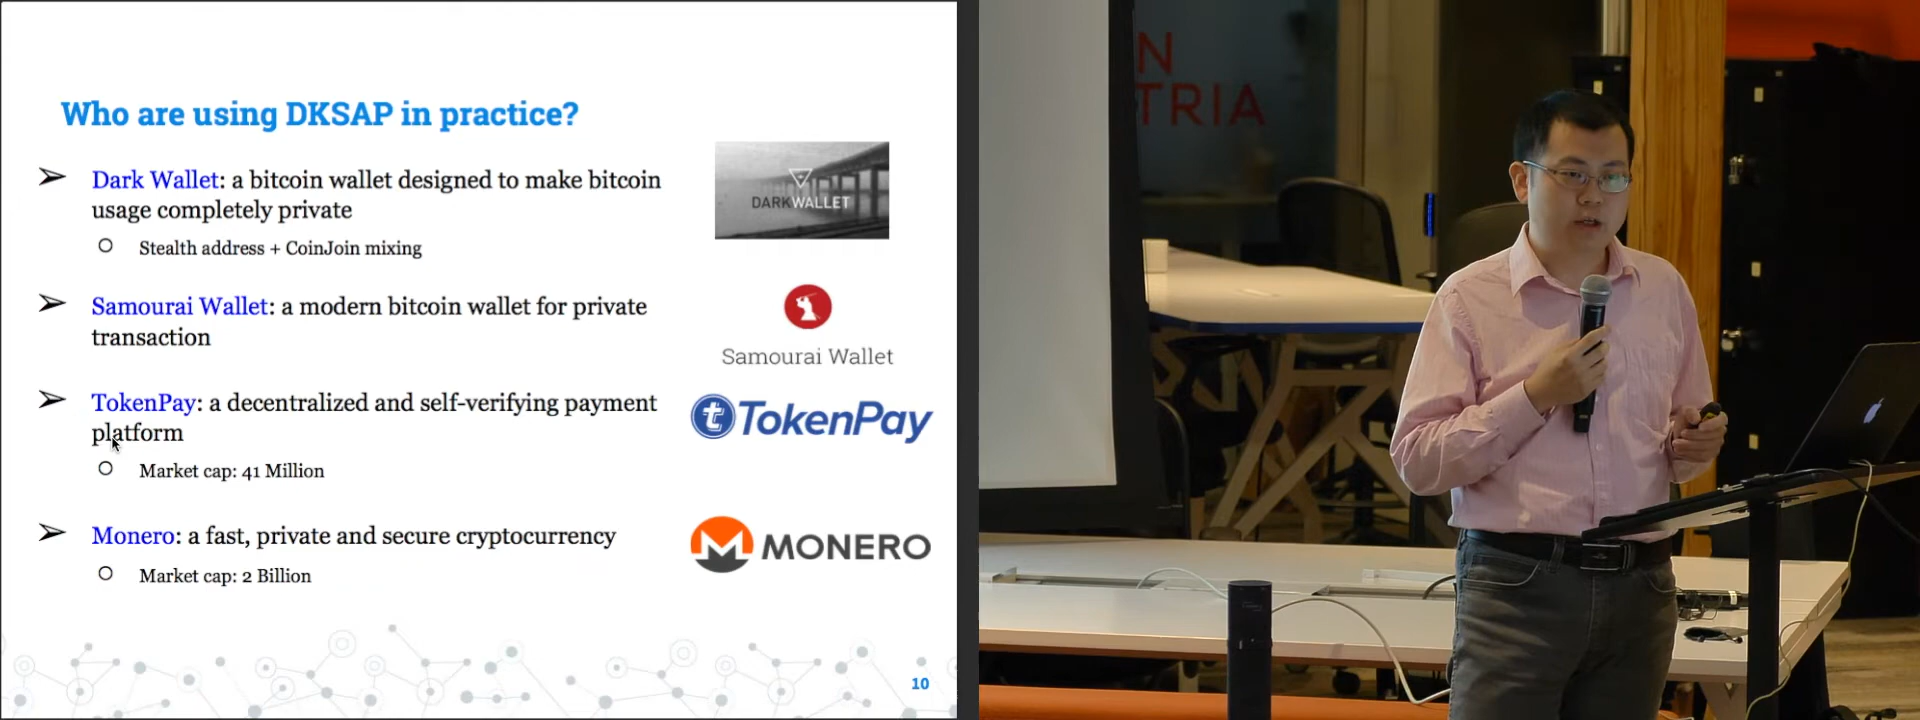 Who are using DKSAP in practice?
Dark Wallet: a bitcoin wallet designed to make bitcoin
usage completely private
Stealth address + CoinJoin mixing
DARKWALLET
Samourai Wallet: a modern bitcoin wallet for private
transaction
Samourai Wallet
TokenPay: a decentralized and self-verifying payment
platform
Market cap: 41 Million
TokenPay
Monero: a fast, private and secure cryptocurrency
Market cap: 2 Billion
MONERO
10
N
TRIA